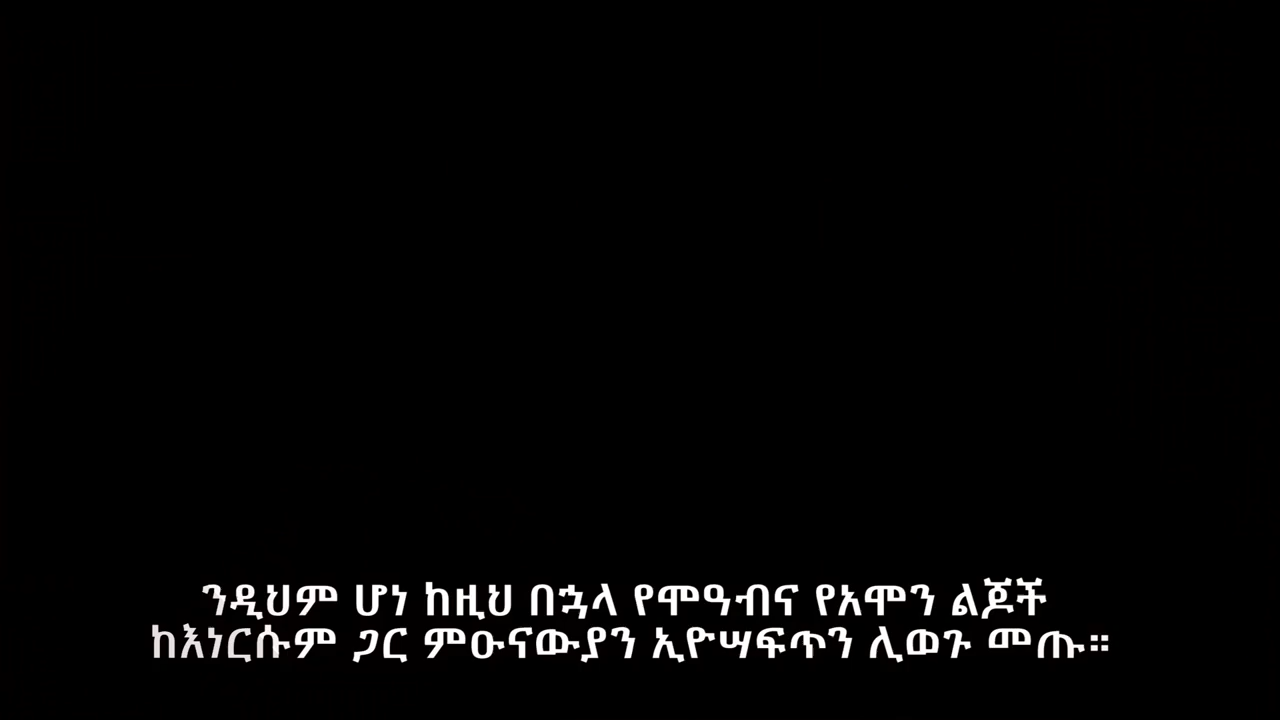 ንዲህም ሆነ ከዚህ በኋላ የሞዓብና የአሞን ልጆች
ከእነርሱም ጋር ምዑናውያን ኢዮሣፍጥን ሊወጉ መጡ።